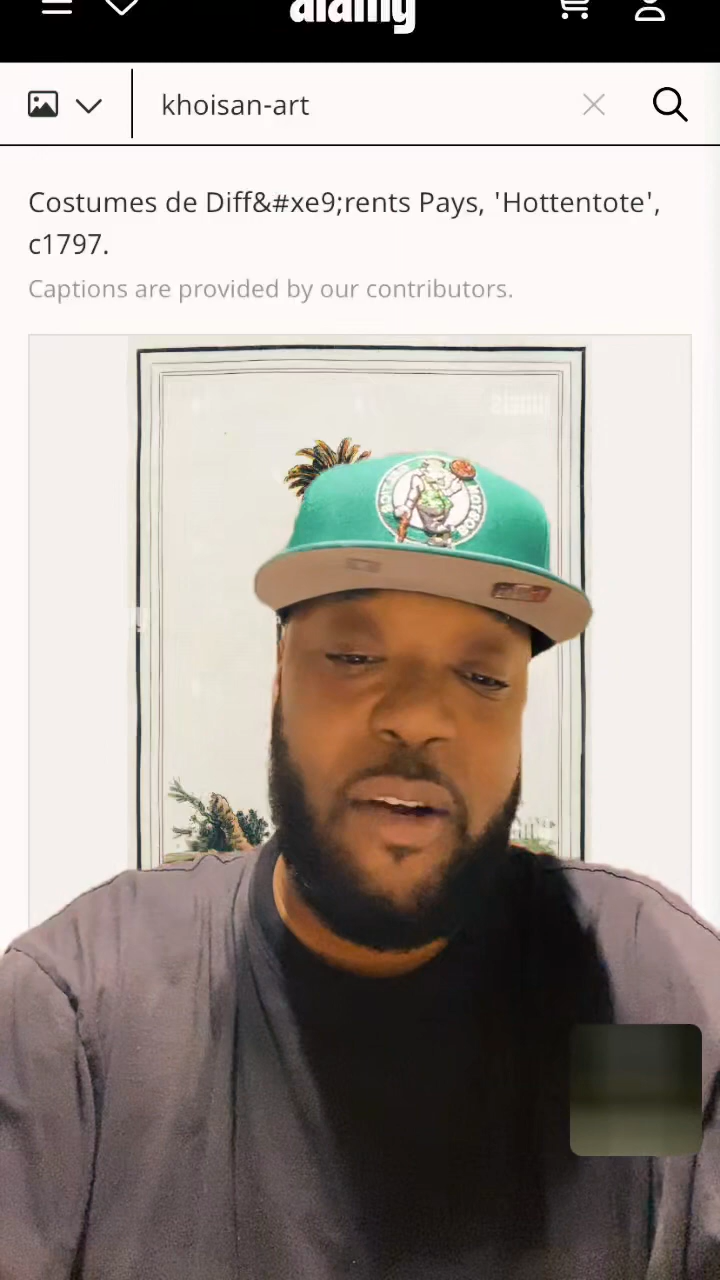 alamy
khoisan-art
Costumes de Diff&#xe9;rents Pays, 'Hottentote',
c1797.
Captions are provided by our contributors.